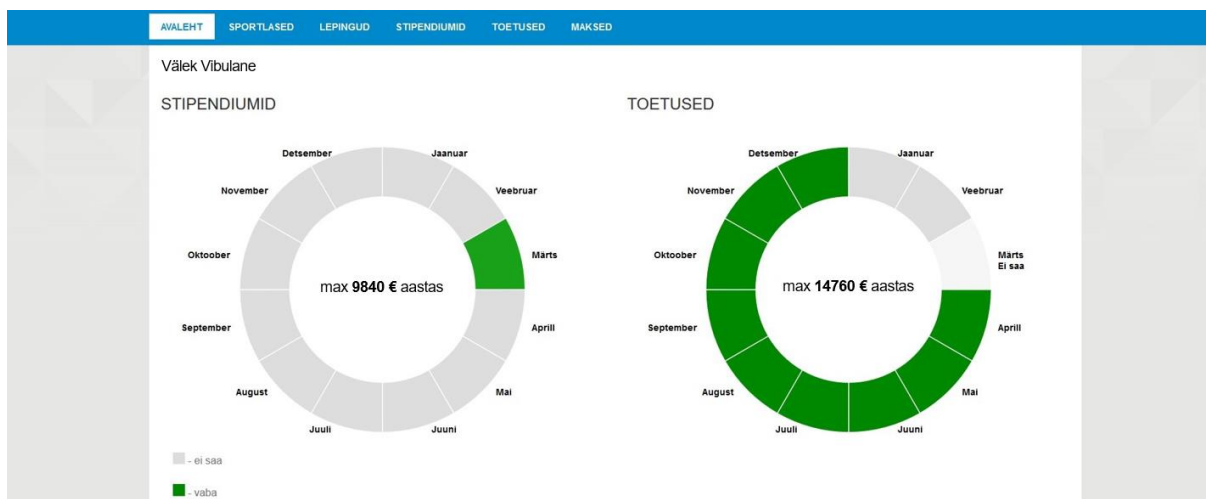 AVALEHT SPORTLASED LEPINGUD STIPENDIUMID TOETUSED MAKSED
Välek Vibulane
STIPENDIUMID
Detsember Jaanuar
November Veebruar
Oktoober Märts
max 9840 € aastas
September Aprill
August Mai
Juuli Juuni
- ei saa
- vaba
TOETUSED
Detsember Jaanuar
November Veebruar
Oktoober Märts
Ei saa
max 14760 € aastas
September Aprill
August Mai
Juuli Juuni